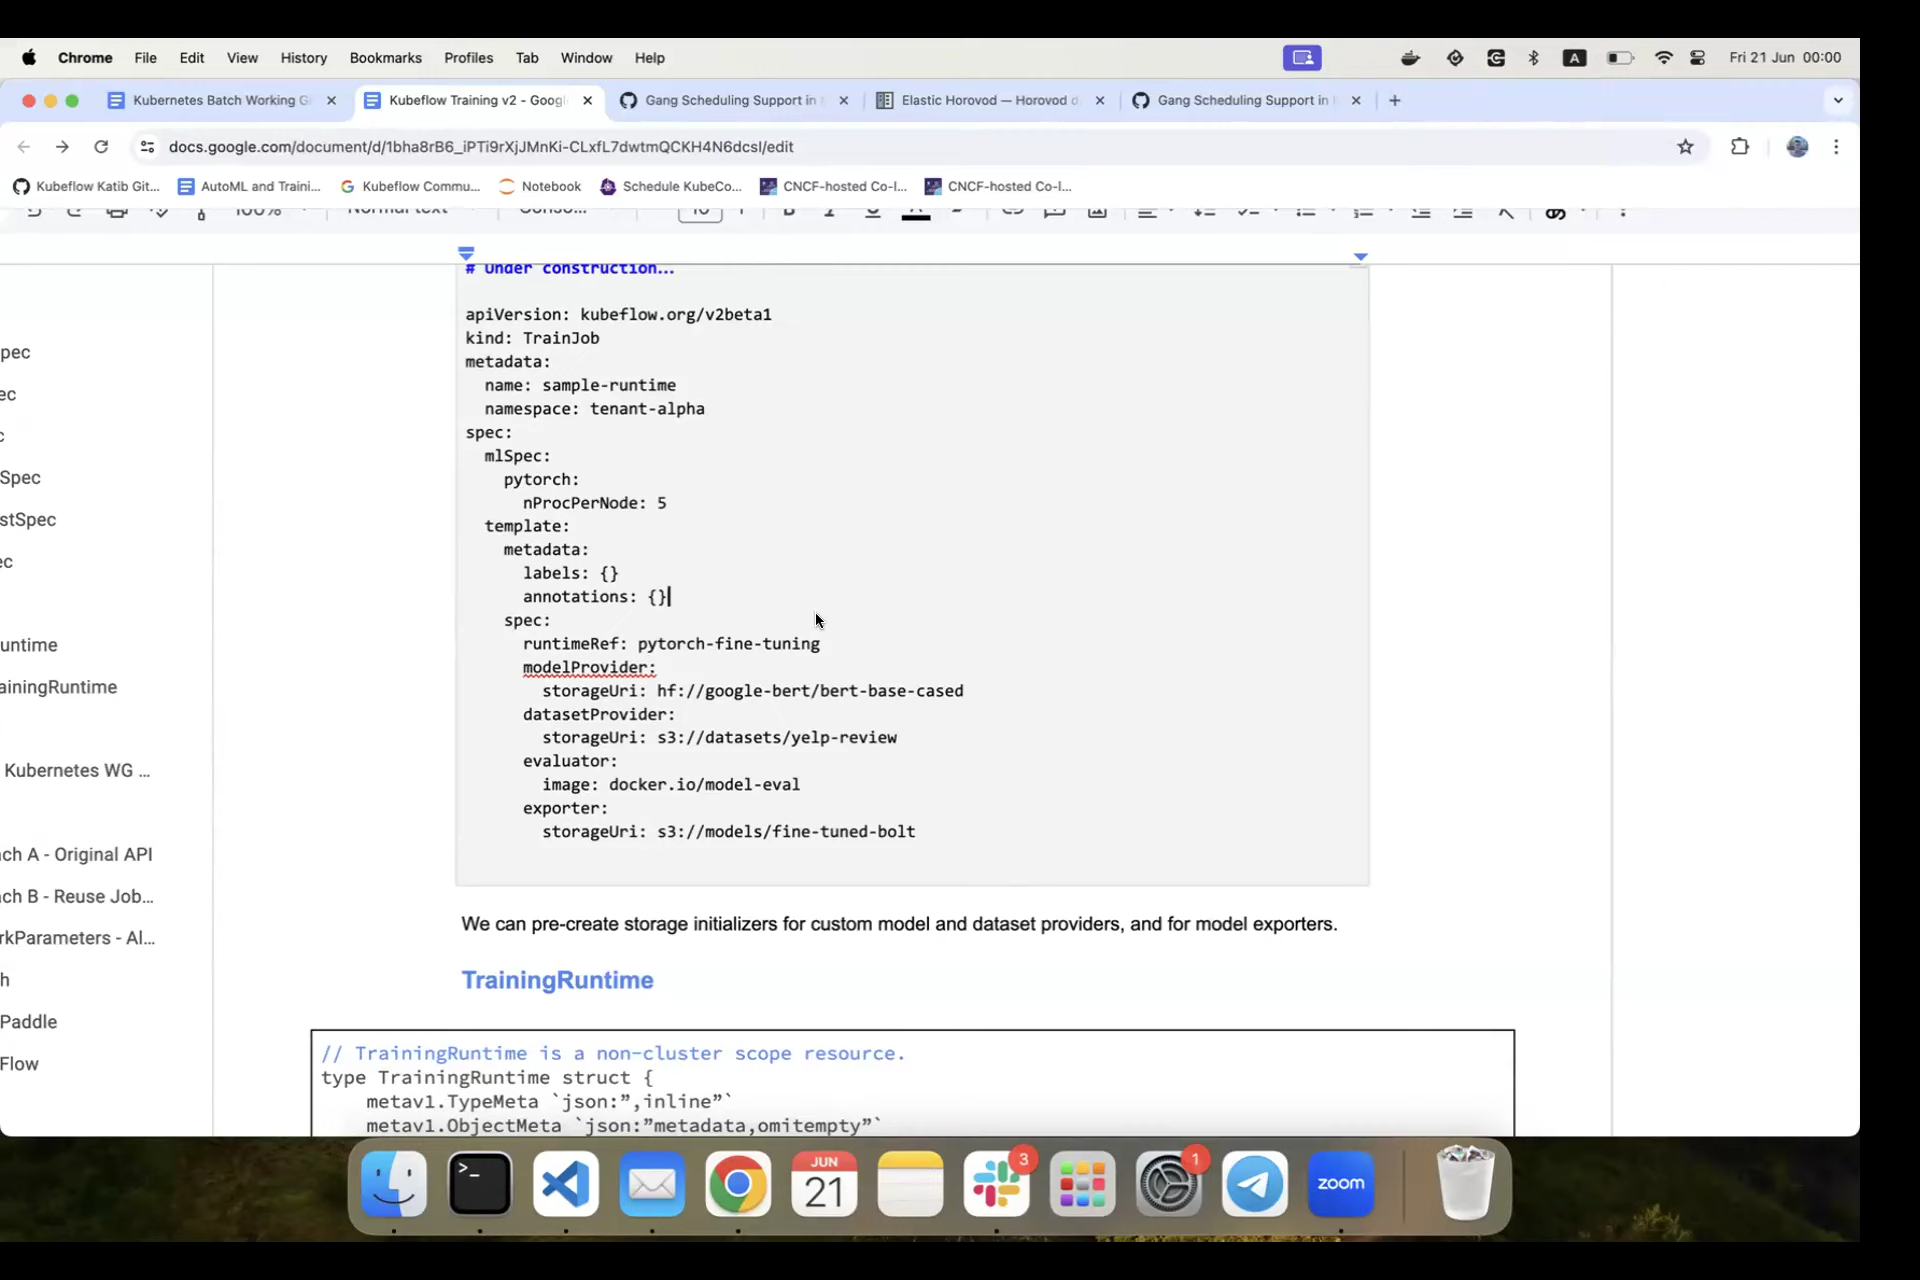 Chrome File Edit View History Bookmarks Profiles Tab Window Help A Fri 21 Jun 00:00
Kubernetes Batch Working G Kubeflow Training v2 - Goog Gang Scheduling Support in Elastic Horovod — Horovod d Gang Scheduling Support in
docs.google.com/document/d/1bha8rB6_iPTi9rXjJMnKi-CLxfL7dwtmQCKH4N6dcsI/edit
Kubeflow Katib Git... AutoML and Traini... Kubeflow Commu... Notebook Schedule KubeCo... CNCF-hosted Co-l... CNCF-hosted Co-l...
100% Normal text 10
# Under construction...
apiVersion: kubeflow.org/v2beta1
kind: TrainJob
metadata:
name: sample-runtime
namespace: tenant-alpha
spec:
mlSpec:
pytorch:
nProcPerNode: 5
template:
metadata:
labels: {}
annotations: {}
spec:
runtimeRef: pytorch-fine-tuning
modelProvider:
storageUri: hf://google-bert/bert-base-cased
datasetProvider:
storageUri: s3://datasets/yelp-review
evaluator:
image: docker.io/model-eval
exporter:
storageUri: s3://models/fine-tuned-bolt
We can pre-create storage initializers for custom model and dataset providers, and for model exporters.
TrainingRuntime
// TrainingRuntime is a non-cluster scope resource.
type TrainingRuntime struct {
metav1.TypeMeta `json:”,inline”`
metav1.ObjectMeta `json:”metadata,omitempty”`
pec
ec
c
Spec
stSpec
ec
untime
ainingRuntime
Kubernetes WG ...
ch A - Original API
ch B - Reuse Job...
rkParameters - Al...
h
Paddle
Flow
JUN
21
3
1
zoom